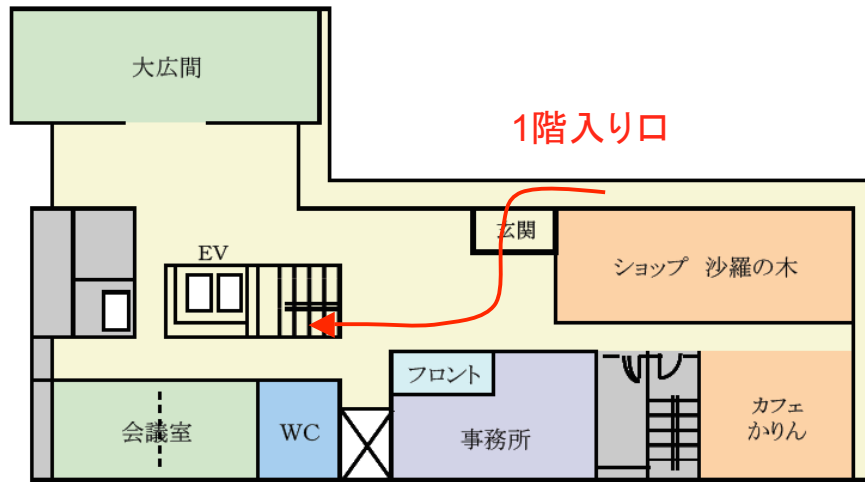 大広間
1階入り口
玄関
EV
ショップ 沙羅の木
フロント
カフェ
かりん
会議室
WC
事務所